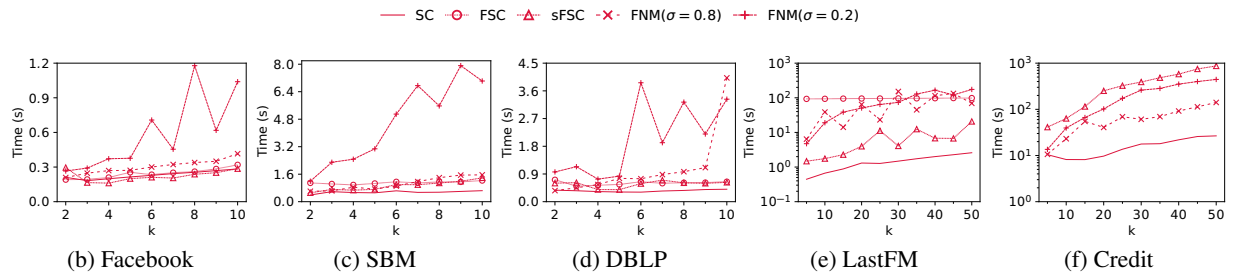 SC FSC sFSC FNM(σ = 0.8) FNM(σ = 0.2)
Time (s)
1.2
0.9
0.6
0.3
0.0
2 4 6 8 10
k
(b) Facebook
Time (s)
8.0
6.4
4.8
3.2
1.6
0.0
2 4 6 8 10
k
(c) SBM
Time (s)
4.5
3.6
2.7
1.8
0.9
0.0
2 4 6 8 10
k
(d) DBLP
Time (s)
10³
10²
10¹
10⁰
10⁻¹
10 20 30 40 50
k
(e) LastFM
Time (s)
10³
10²
10¹
10⁰
10 20 30 40 50
k
(f) Credit